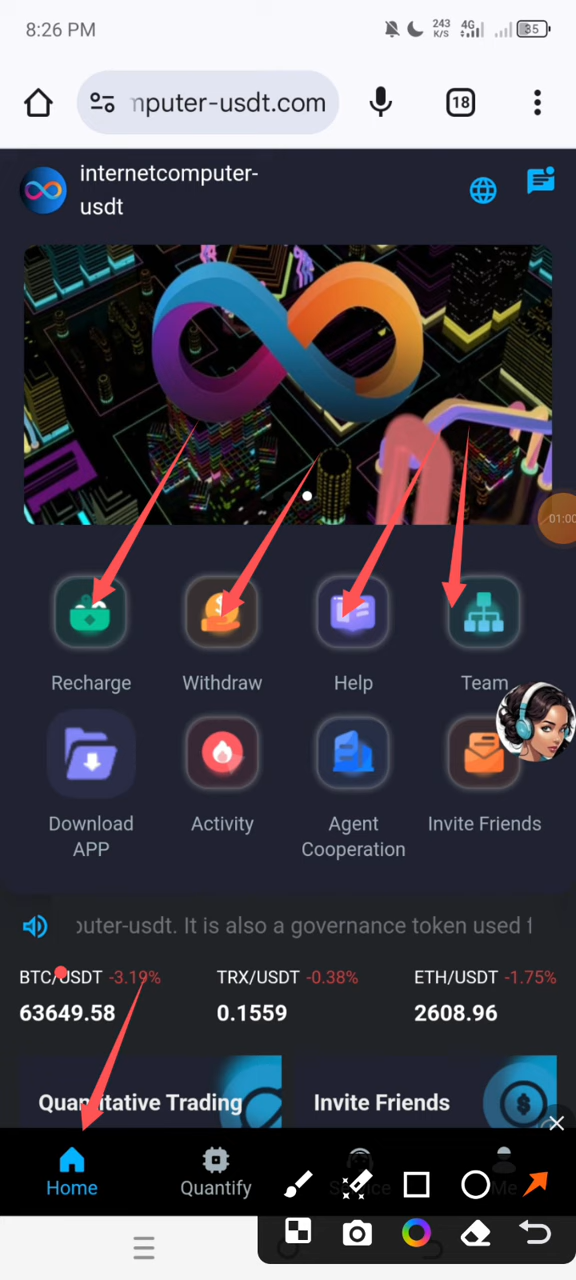 8:26 PM
243
K/S
4G
35
nputer-usdt.com
18
internetcomputer-
usdt
01:00
Recharge
Withdraw
Help
Team
Download
APP
Activity
Agent
Cooperation
Invite Friends
outer-usdt. It is also a governance token used f
BTC/USDT -3.19%
TRX/USDT -0.38%
ETH/USDT -1.75%
63649.58
0.1559
2608.96
Quantitative Trading
Invite Friends
Home
Quantify
Me